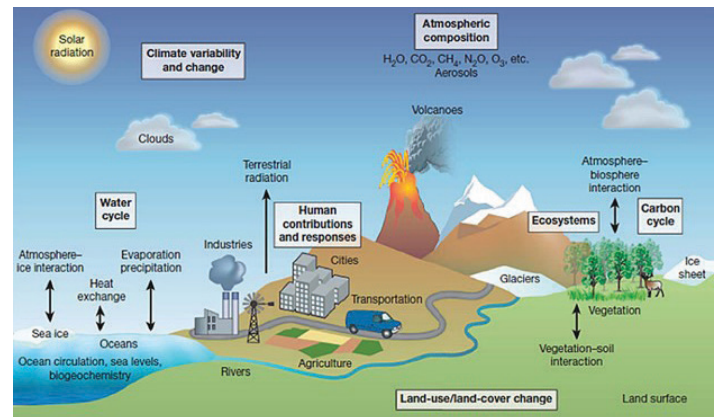 Solar
radiation
Climate variability
and change
Atmospheric
composition
H₂O, CO₂, CH₄, N₂O, O₃, etc.
Aerosols
Volcanoes
Clouds
Terrestrial
radiation
Atmosphere–
biosphere
interaction
Water
cycle
Human
contributions
and responses
Ecosystems
Carbon
cycle
Atmosphere–
ice interaction
Evaporation
precipitation
Heat
exchange
Industries
Cities
Transportation
Glaciers
Ice
sheet
Vegetation
Sea ice
Oceans
Ocean circulation, sea levels,
biogeochemistry
Rivers
Agriculture
Vegetation–soil
interaction
Land-use/land-cover change
Land surface